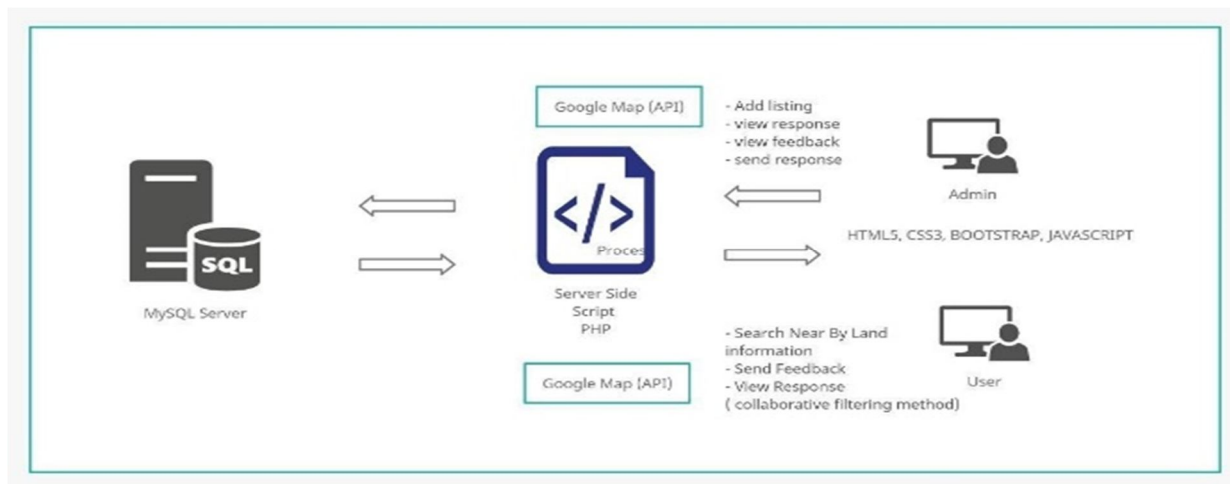 Google Map (API)
- Add listing
- view response
- view feedback
- send response
Admin
HTML5, CSS3, BOOTSTRAP, JAVASCRIPT
</>
Proces
SQL
MySQL Server
Server Side
Script
PHP
Google Map (API)
- Search Near By Land
information
- Send Feedback
- View Response
( collaborative filtering method)
User